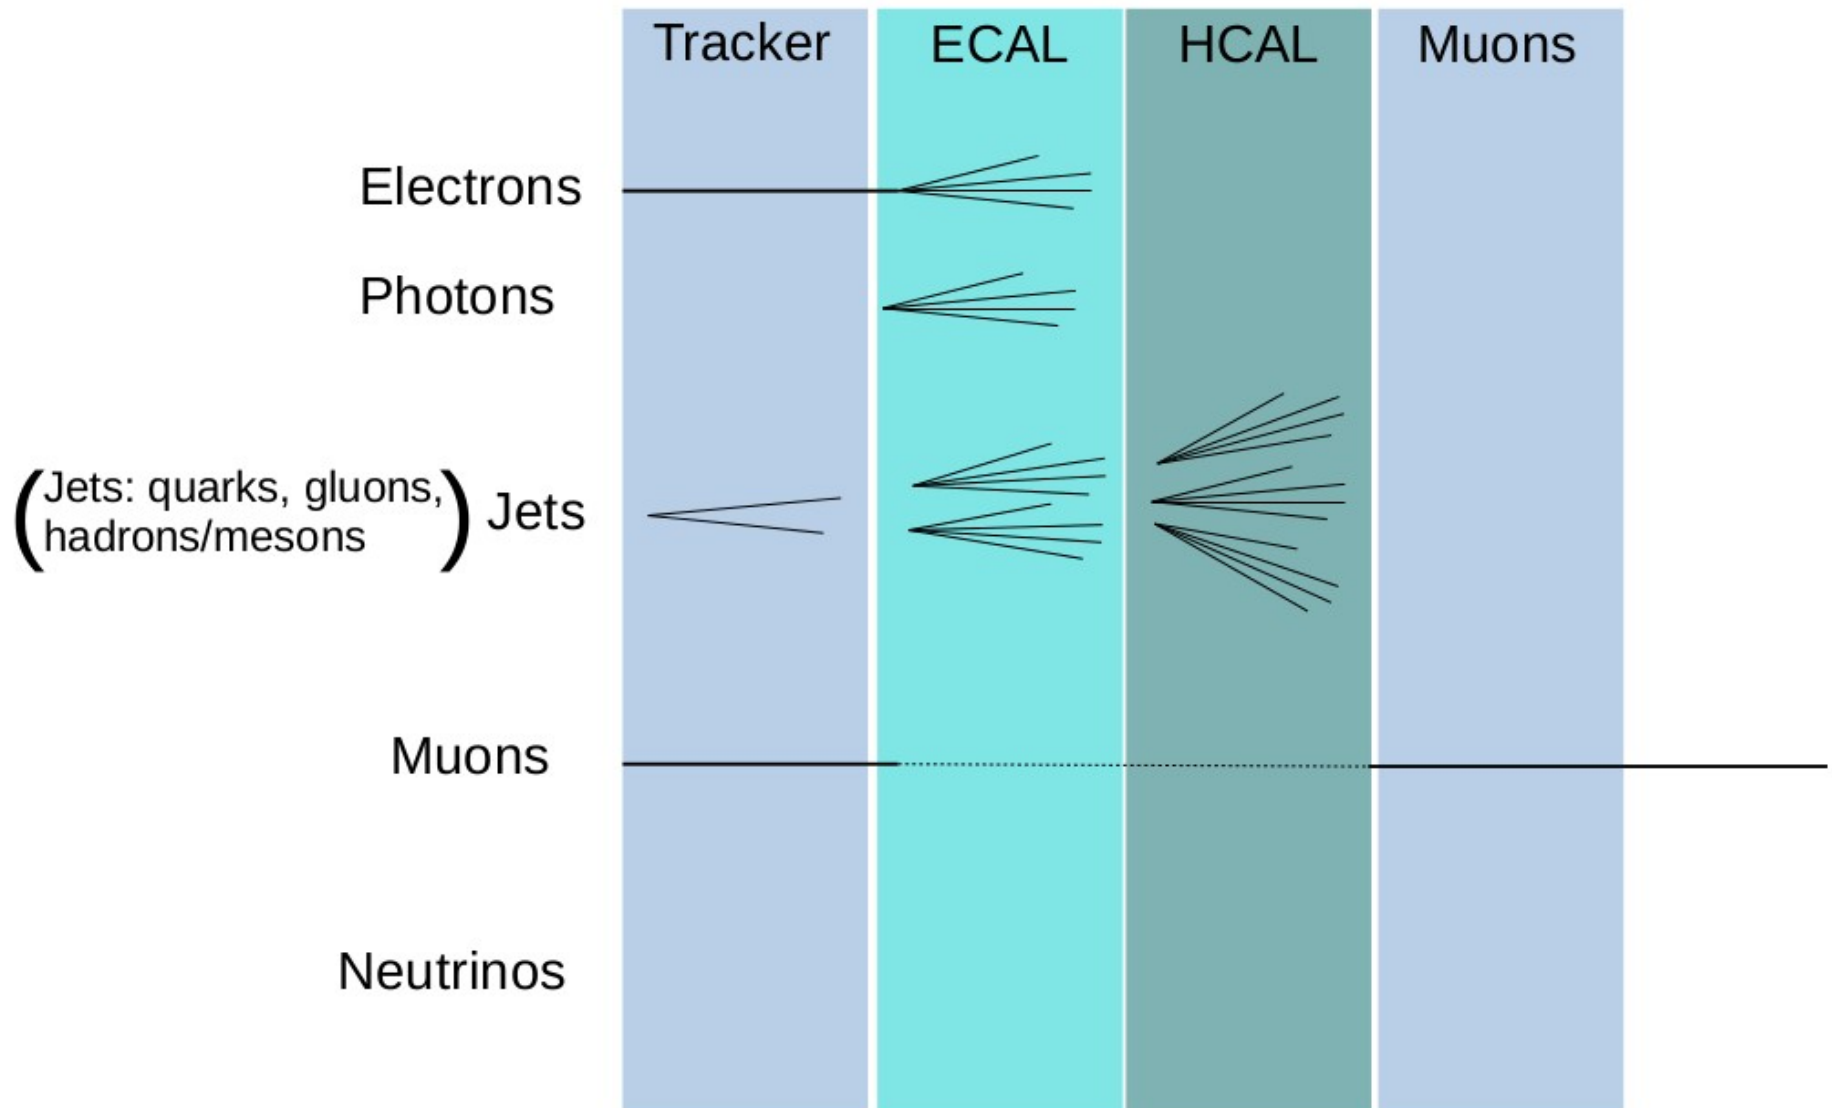 Tracker ECAL HCAL Muons
Electrons
Photons
(Jets: quarks, gluons,
hadrons/mesons) Jets
Muons
Neutrinos